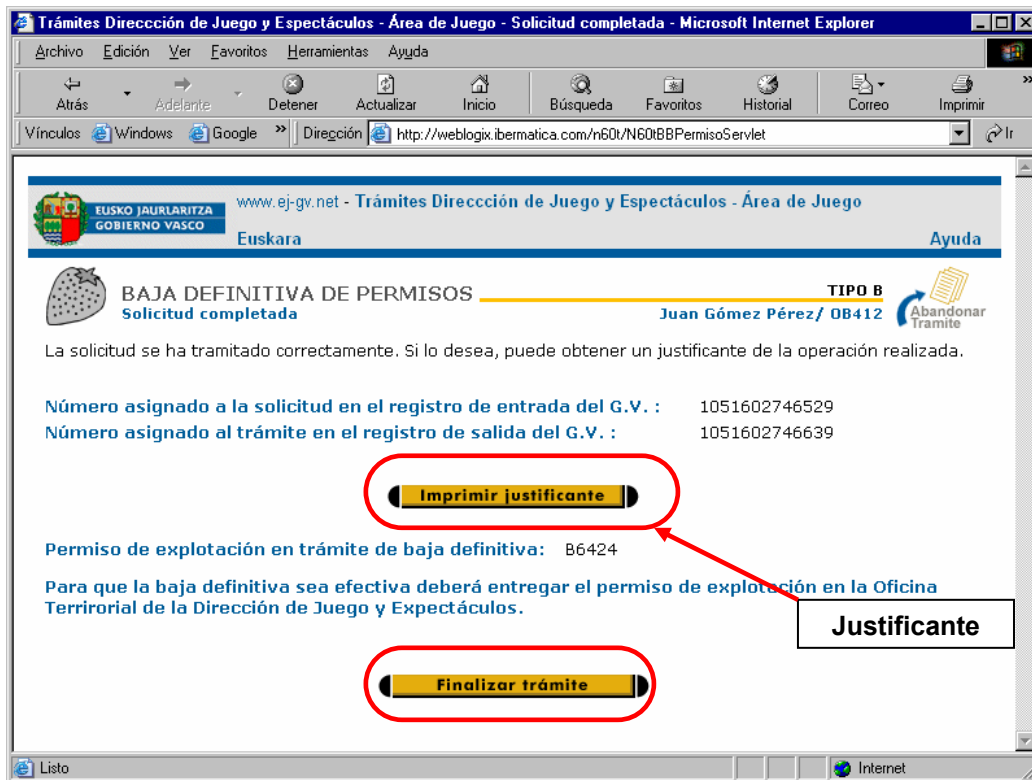 Trámites Direccción de Juego y Espectáculos - Área de Juego - Solicitud completada - Microsoft Internet Explorer
Archivo Edición Ver Favoritos Herramientas Ayuda
Atrás Adelante Detener Actualizar Inicio Búsqueda Favoritos Historial Correo Imprimir »
Vínculos Windows Google » Dirección http://weblogix.ibermatica.com/n60t/N60tBBPermisoServlet Ir
EUSKO JAURLARITZA
GOBIERNO VASCO
www.ej-gv.net - Trámites Direccción de Juego y Espectáculos - Área de Juego
Euskara Ayuda
BAJA DEFINITIVA DE PERMISOS TIPO B
Solicitud completada Juan Gómez Pérez/ OB412
Abandonar
Tramite
La solicitud se ha tramitado correctamente. Si lo desea, puede obtener un justificante de la operación realizada.
Número asignado a la solicitud en el registro de entrada del G.V. : 1051602746529
Número asignado al trámite en el registro de salida del G.V. : 1051602746639
Imprimir justificante
Permiso de explotación en trámite de baja definitiva: B6424
Para que la baja definitiva sea efectiva deberá entregar el permiso de explotación en la Oficina
Terrirorial de la Dirección de Juego y Expectáculos.
Justificante
Finalizar trámite
Listo Internet